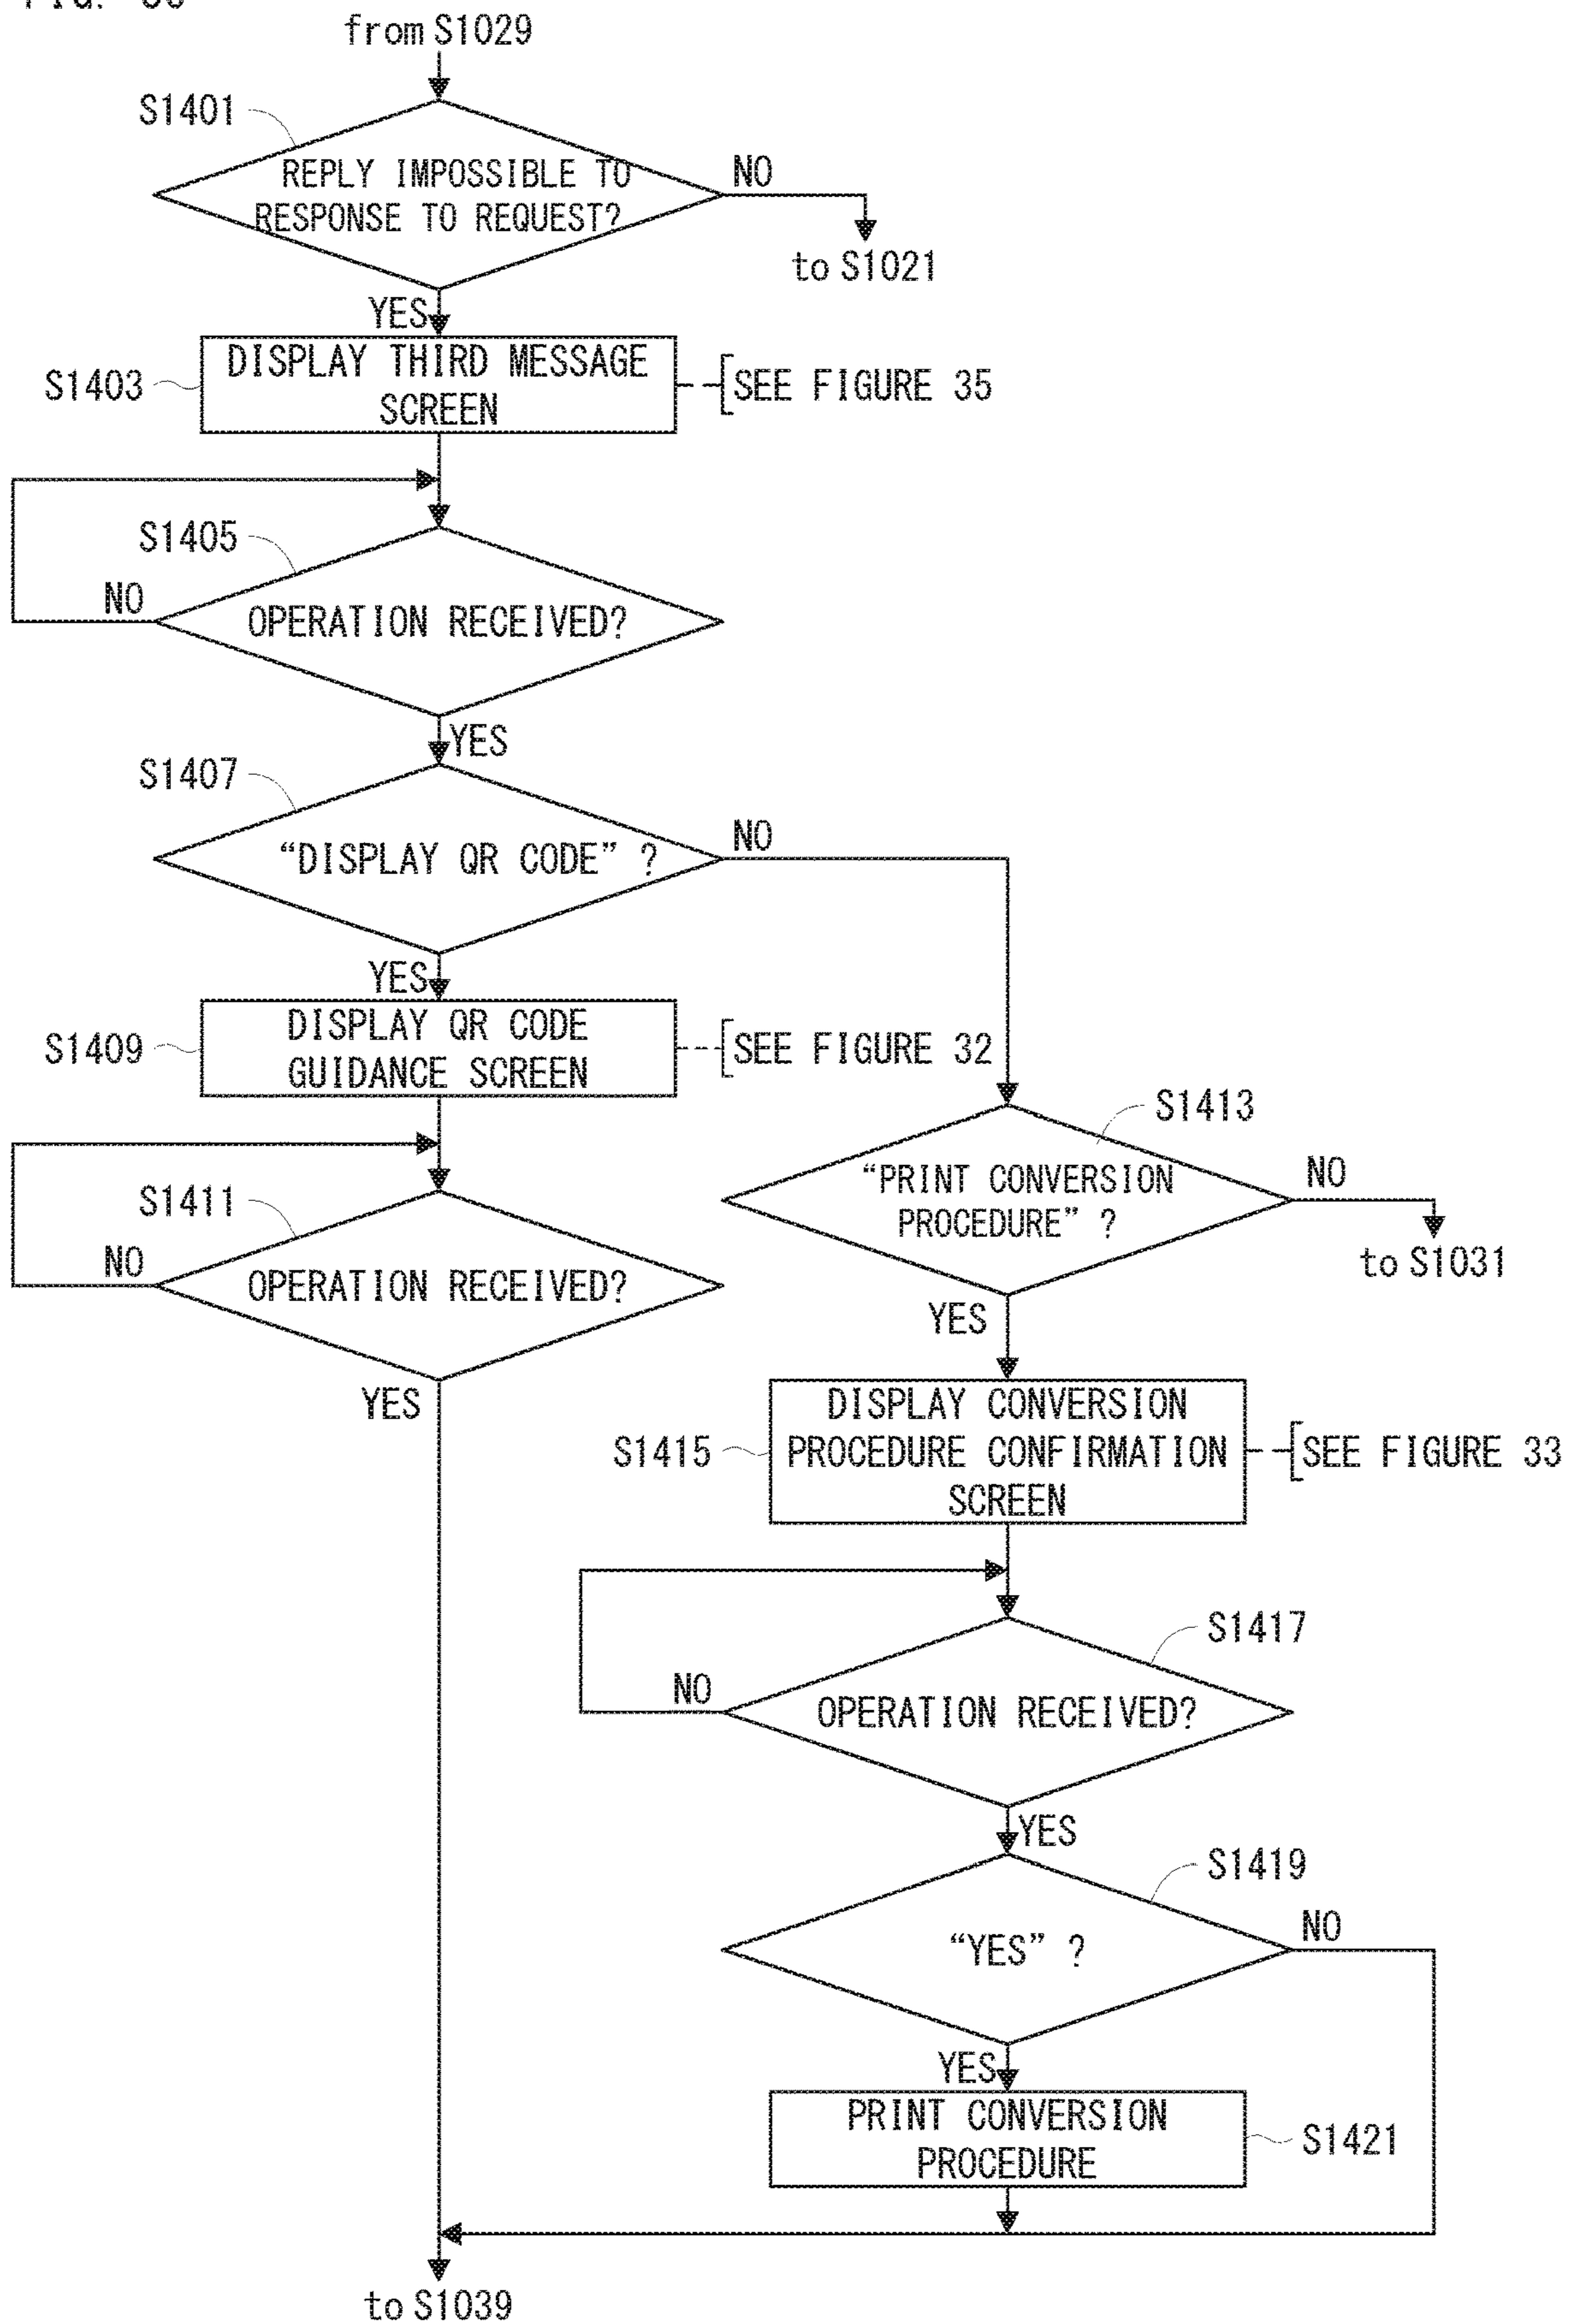 from S1029
S1401
REPLY IMPOSSIBLE TO
RESPONSE TO REQUEST?
NO
to S1021
YES
S1403
DISPLAY THIRD MESSAGE
SCREEN
SEE FIGURE 35
S1405
NO
OPERATION RECEIVED?
YES
S1407
“DISPLAY QR CODE” ?
NO
YES
S1409
DISPLAY QR CODE
GUIDANCE SCREEN
SEE FIGURE 32
S1411
NO
OPERATION RECEIVED?
YES
S1413
“PRINT CONVERSION
PROCEDURE” ?
NO
to S1031
YES
S1415
DISPLAY CONVERSION
PROCEDURE CONFIRMATION
SCREEN
SEE FIGURE 33
S1417
NO
OPERATION RECEIVED?
YES
S1419
“YES” ?
NO
YES
PRINT CONVERSION
PROCEDURE
S1421
to S1039